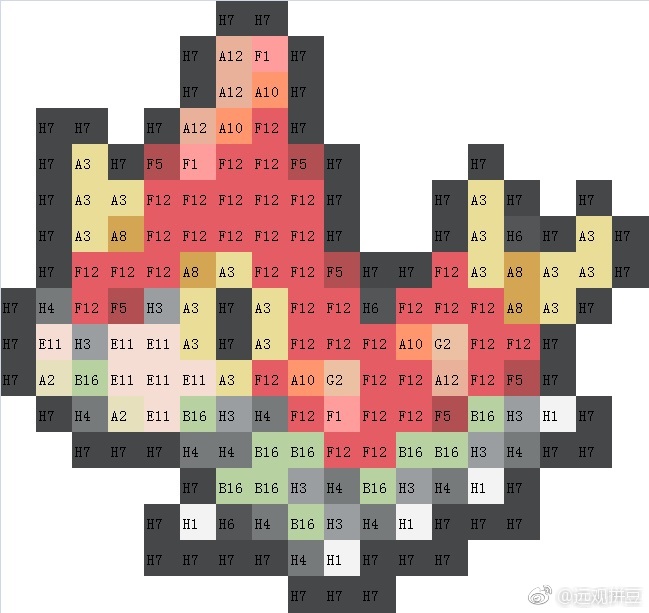 H7 H7
H7 A12 F1 H7
H7 A12 A10 H7
H7 H7 H7 A12 A10 F12 H7
H7 A3 H7 F5 F1 F12 F12 F5 H7 H7
H7 A3 A3 F12 F12 F12 F12 F12 H7 H7 A3 H7 H7
H7 A3 A8 F12 F12 F12 F12 F12 H7 H7 A3 H6 H7 A3 H7
H7 F12 F12 F12 A8 A3 F12 F12 F5 H7 H7 F12 A3 A8 A3 A3 H7
H7 H4 F12 F5 H3 A3 H7 A3 F12 F12 H6 F12 F12 F12 A8 A3 H7
H7 E11 H3 E11 E11 A3 H7 A3 F12 F12 F12 A10 G2 F12 F12 H7
H7 A2 B16 E11 E11 E11 A3 F12 A10 G2 F12 F12 A12 F12 F5 H7
H7 H4 A2 E11 B16 H3 H4 F12 F1 F12 F12 F5 B16 H3 H1 H7
H7 H7 H7 H4 H4 B16 B16 F12 F12 B16 B16 H3 H4 H7 H7
H7 B16 B16 H3 H4 B16 H3 H4 H1 H7
H7 H1 H6 H4 B16 H3 H4 H1 H7 H7 H7
H7 H7 H7 H7 H4 H1 H7 H7 H7
H7 H7 H7
@远观拼豆